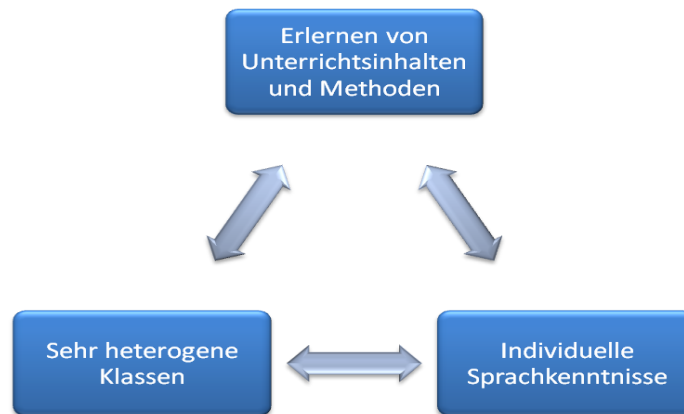 Erlernen von
Unterrichtsinhalten
und Methoden
Sehr heterogene
Klassen
Individuelle
Sprachkenntnisse